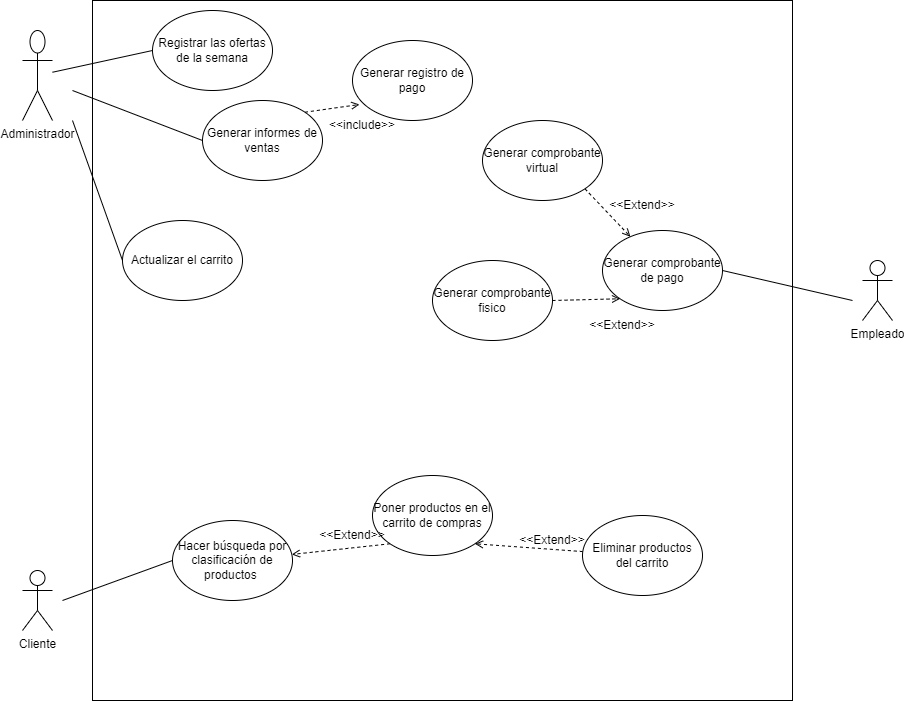 Registrar las ofertas
de la semana
Administrador
Generar registro de
pago
<<include>>
Generar informes de
ventas
Generar comprobante
virtual
<<Extend>>
Actualizar el carrito
Generar comprobante
de pago
Generar comprobante
fisico
<<Extend>>
Empleado
Poner productos en el
carrito de compras
<<Extend>>
<<Extend>>
Hacer búsqueda por
clasificación de
productos
Eliminar productos
del carrito
Cliente